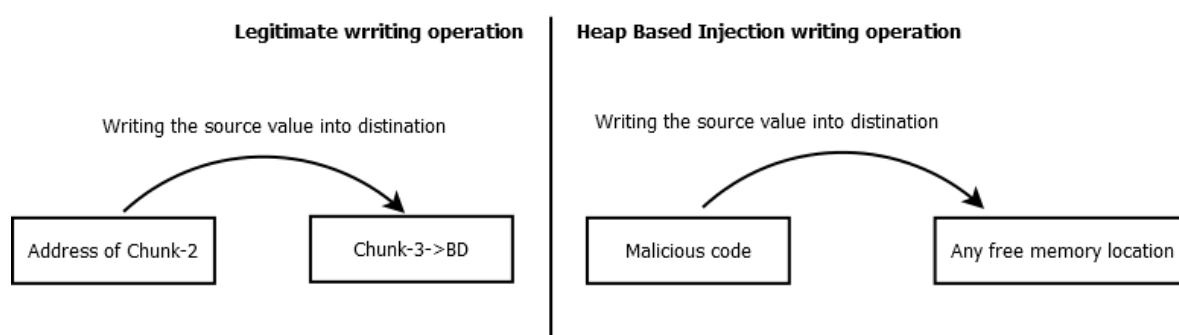 Legitimate wrriting operation
Heap Based Injection writing operation
Writing the source value into distination
Writing the source value into distination
Address of Chunk-2
Chunk-3->BD
Malicious code
Any free memory location